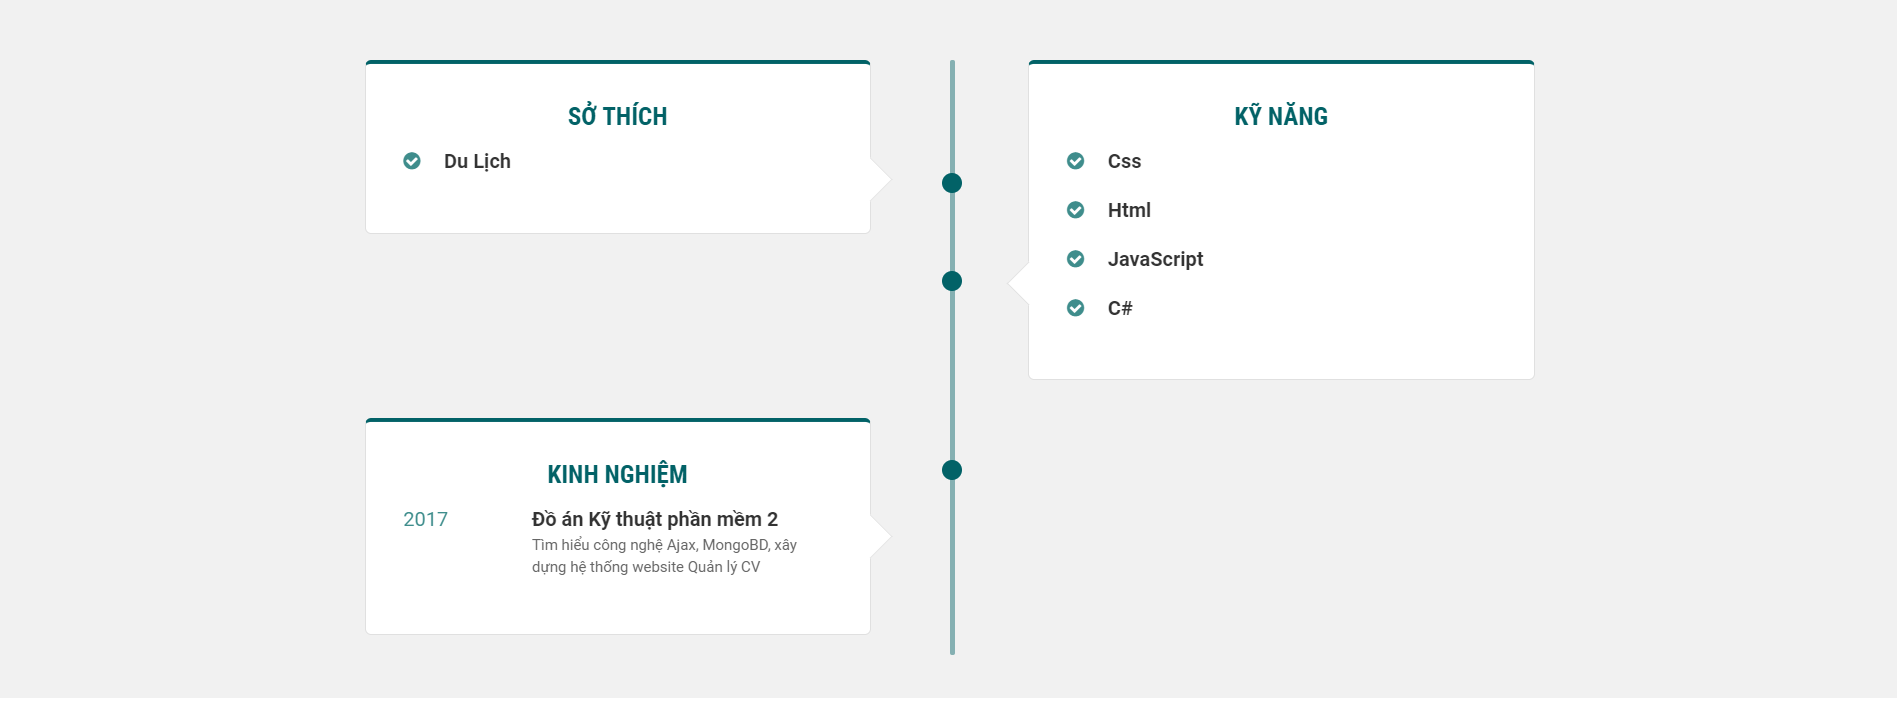 SỞ THÍCH
Du Lịch
KỸ NĂNG
Css
Html
JavaScript
C#
KINH NGHIỆM
2017
Đồ án Kỹ thuật phần mềm 2
Tìm hiểu công nghệ Ajax, MongoBD, xây
dựng hệ thống website Quản lý CV